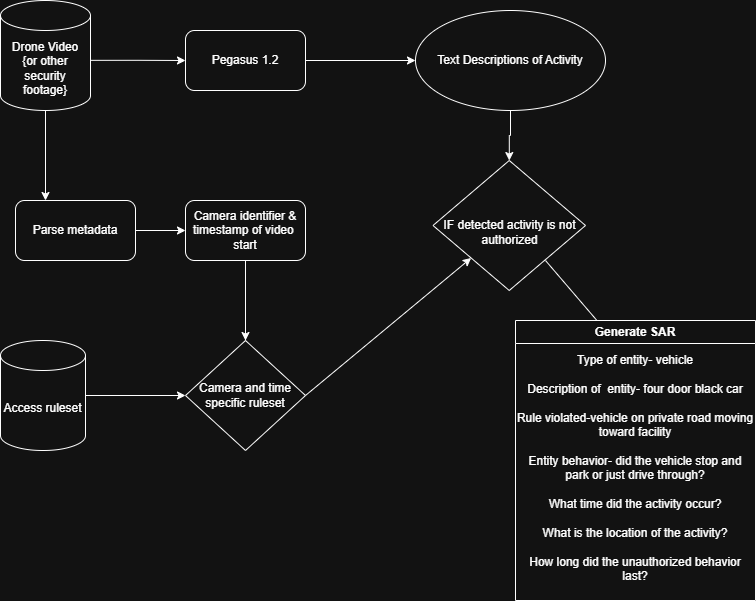 Drone Video
{or other
security
footage}
Pegasus 1.2
Text Descriptions of Activity
Parse metadata
Camera identifier &
timestamp of video
start
IF detected activity is not
authorized
Access ruleset
Camera and time
specific ruleset
Generate SAR
Type of entity- vehicle
Description of entity- four door black car
Rule violated-vehicle on private road moving
toward facility
Entity behavior- did the vehicle stop and
park or just drive through?
What time did the activity occur?
What is the location of the activity?
How long did the unauthorized behavior
last?